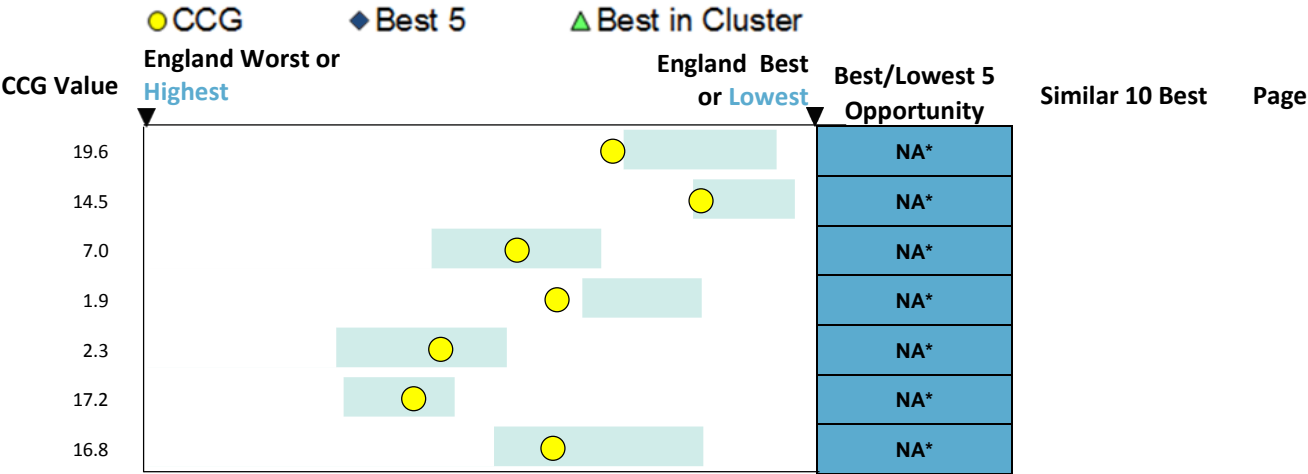 CCG Best 5 Best in Cluster
CCG Value England Worst or Highest England Best or Lowest Best/Lowest 5 Opportunity Similar 10 Best Page
19.6 NA*
14.5 NA*
7.0 NA*
1.9 NA*
2.3 NA*
17.2 NA*
16.8 NA*